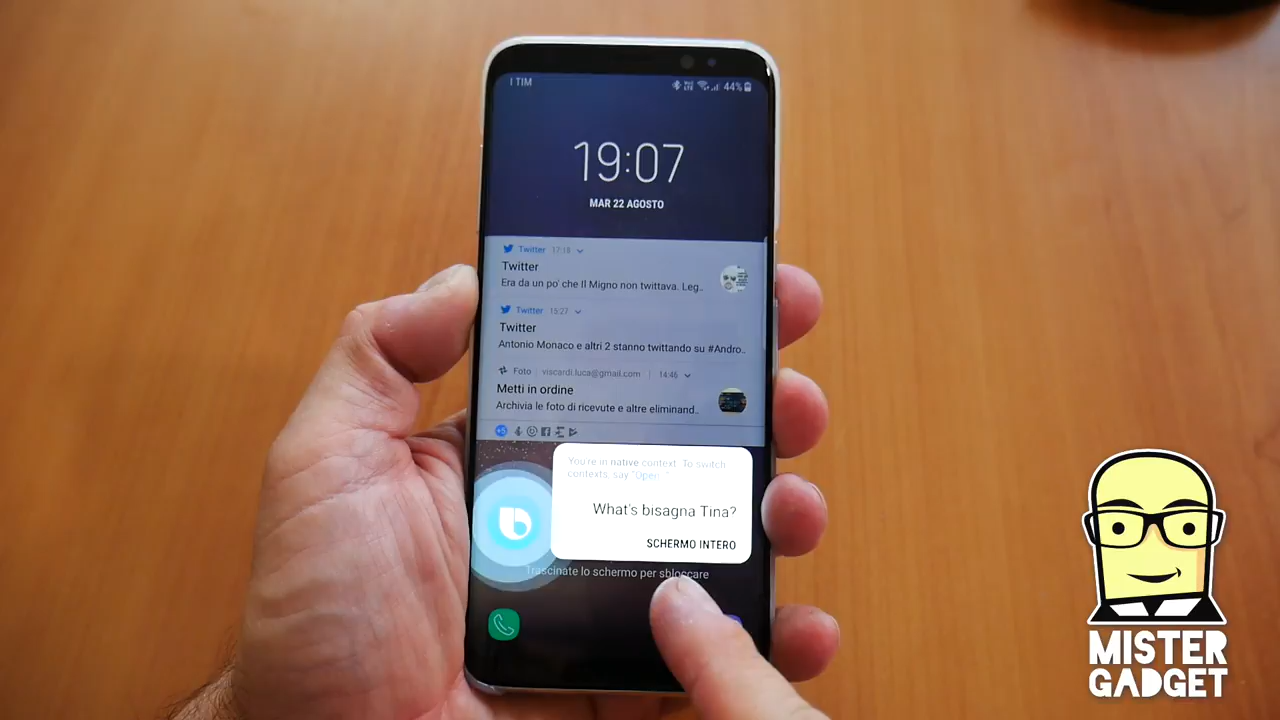 I TIM
44%
19:07
MAR 22 AGOSTO
Twitter 17:18
Twitter
Era da un po' che Il Migno non twittava. Leg..
Twitter 15:27
Twitter
Antonio Monaco e altri 2 stanno twittando su #Andro..
Foto viscardi.luca@gmail.com 14:46
Metti in ordine
Archivia le foto di ricevute e altre eliminand..
You're in native context. To switch
contexts, say "Open..."
What's bisagna Tina?
SCHERMO INTERO
Trascinate lo schermo per sbloccare
MISTER
GADGET